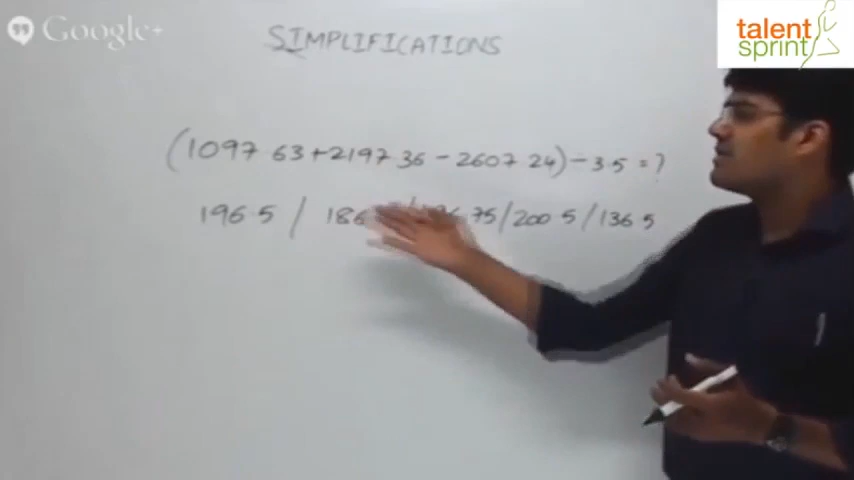 Google+
talent
sprint
SIMPLIFICATIONS
(1097.63+2197.36-2607.24)÷3.5=?
196.5 / 186 / .75/200.5/136.5